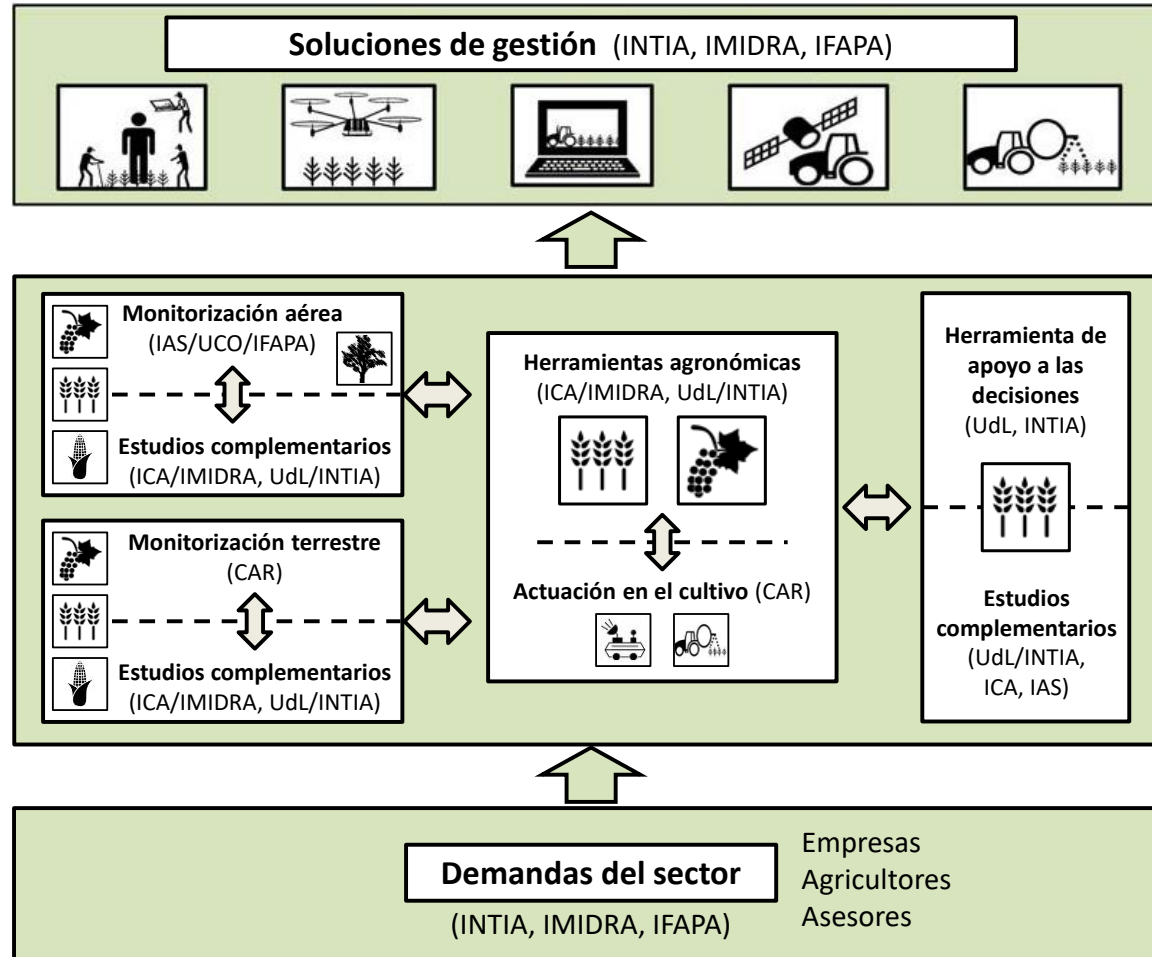 Soluciones de gestión (INTIA, IMIDRA, IFAPA)
Monitorización aérea
(IAS/UCO/IFAPA)
Estudios complementarios
(ICA/IMIDRA, UdL/INTIA)
Monitorización terrestre
(CAR)
Estudios complementarios
(ICA/IMIDRA, UdL/INTIA)
Herramientas agronómicas
(ICA/IMIDRA, UdL/INTIA)
Actuación en el cultivo (CAR)
Herramienta de
apoyo a las
decisiones
(UdL, INTIA)
Estudios
complementarios
(UdL/INTIA,
ICA, IAS)
Demandas del sector
(INTIA, IMIDRA, IFAPA)
Empresas
Agricultores
Asesores